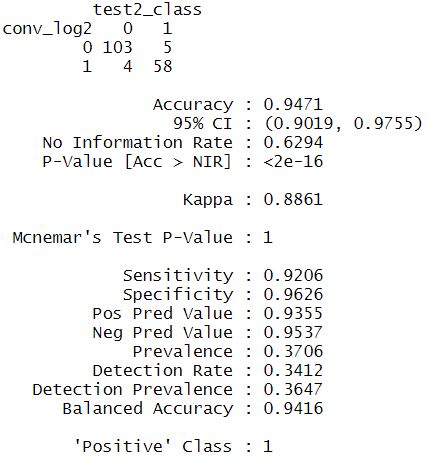 test2_class
conv_log2 0 1
0 103 5
1 4 58
Accuracy : 0.9471
95% CI : (0.9019, 0.9755)
No Information Rate : 0.6294
P-Value [Acc > NIR] : <2e-16
Kappa : 0.8861
Mcnemar's Test P-Value : 1
Sensitivity : 0.9206
Specificity : 0.9626
Pos Pred Value : 0.9355
Neg Pred Value : 0.9537
Prevalence : 0.3706
Detection Rate : 0.3412
Detection Prevalence : 0.3647
Balanced Accuracy : 0.9416
'Positive' Class : 1